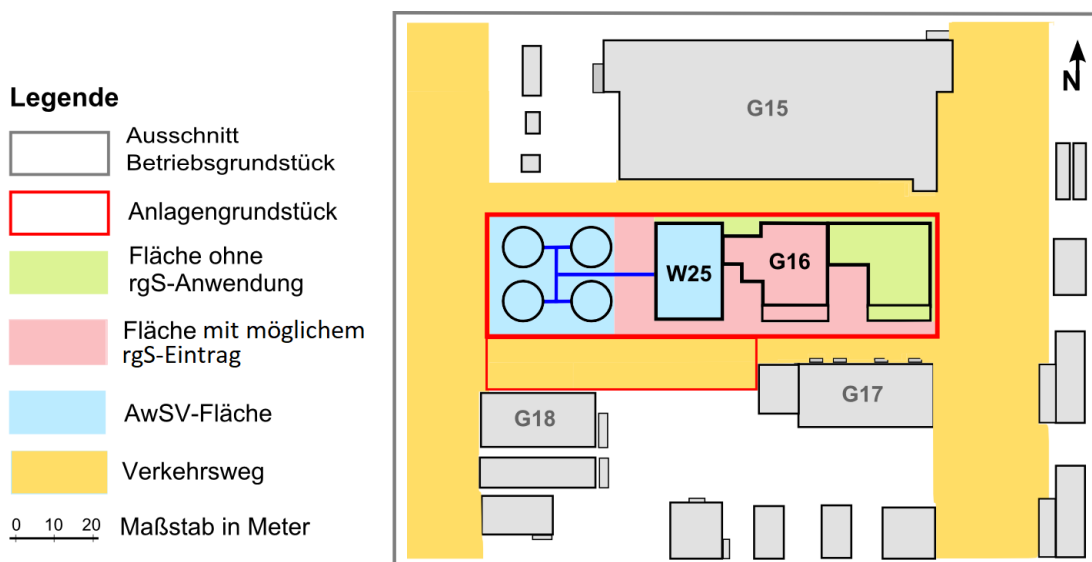 Legende
Ausschnitt
Betriebsgrundstück
Anlagengrundstück
Fläche ohne
rgS-Anwendung
Fläche mit möglichem
rgS-Eintrag
AwSV-Fläche
Verkehrsweg
0 10 20 Maßstab in Meter
N
G15
W25
G16
G17
G18